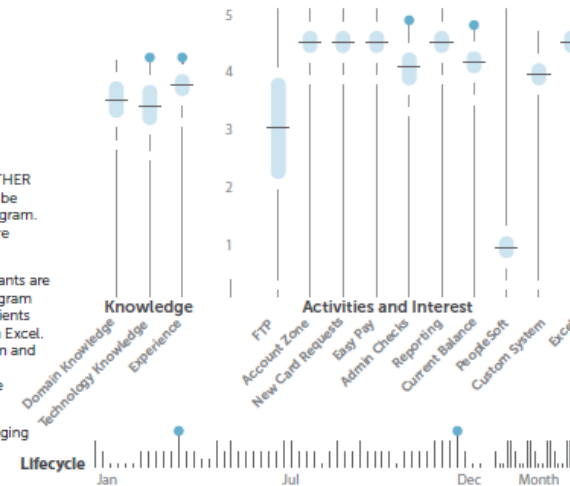 5
4
3
2
1
THER
be
gram.
re
ants are
gram
ients
Excel.
m and
e
ging
Knowledge
Activities and Interest
Domain Knowledge
Technology Knowledge
Experience
FTP
Account Zone
New Card Requests
Easy Pay
Admin Checks
Reporting
Current Balance
PeopleSoft
Custom System
Exce
Lifecycle
Jan
Jul
Dec
Month